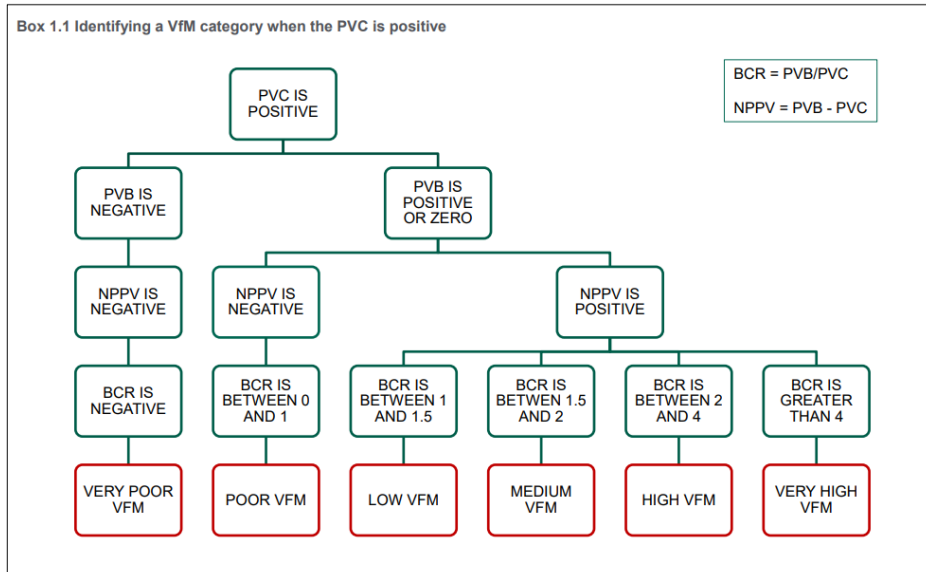 Box 1.1 Identifying a VfM category when the PVC is positive
BCR = PVB/PVC
NPPV = PVB - PVC
PVC IS
POSITIVE
PVB IS
NEGATIVE
PVB IS
POSITIVE
OR ZERO
NPPV IS
NEGATIVE
NPPV IS
NEGATIVE
NPPV IS
POSITIVE
BCR IS
NEGATIVE
BCR IS
BETWEEN 0
AND 1
BCR IS
BETWEEN 1
AND 1.5
BCR IS
BETWEN 1.5
AND 2
BCR IS
BETWEEN 2
AND 4
BCR IS
GREATER
THAN 4
VERY POOR
VFM
POOR VFM
LOW VFM
MEDIUM
VFM
HIGH VFM
VERY HIGH
VFM